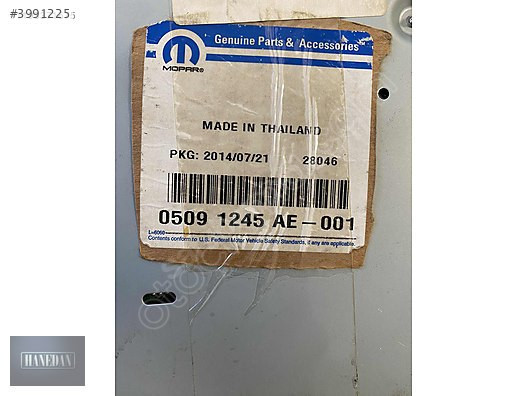 #3991225
Genuine Parts & Accessories
MOPAR®
MADE IN THAILAND
PKG: 2014/07/21 28046
0509 1245 AE-001
L=6060
Contents conform to U.S. Federal Motor Vehicle Safety Standards, if any are applicable.
HANEDAN